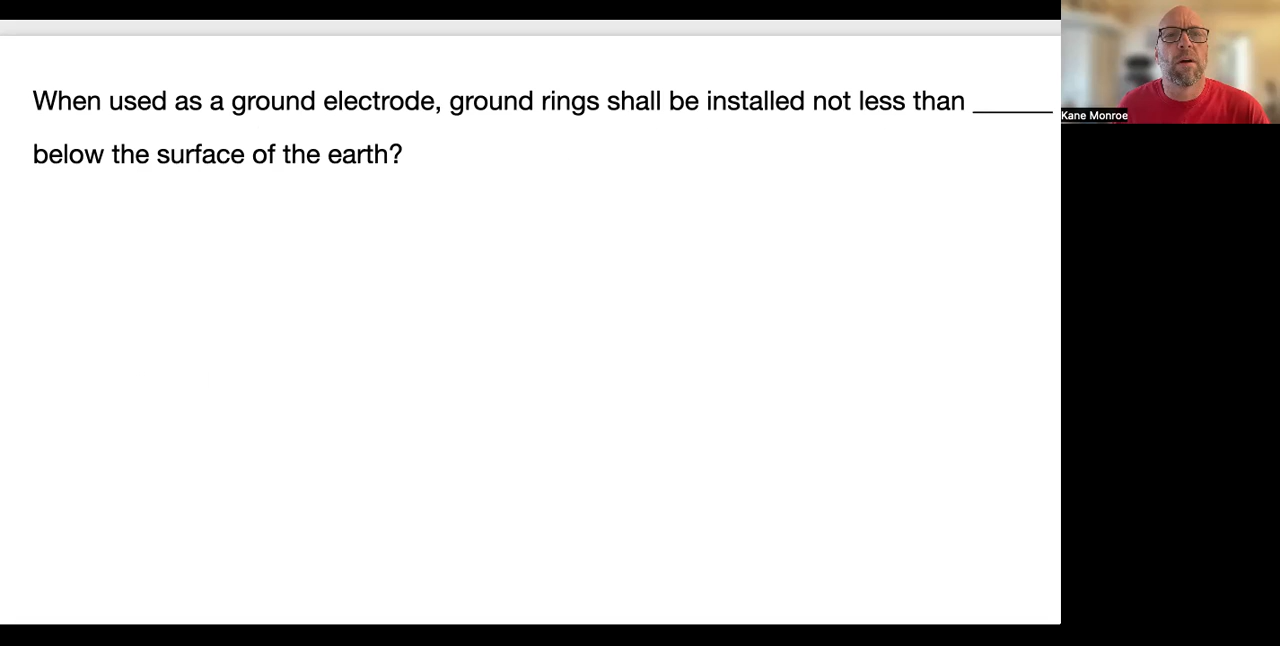 When used as a ground electrode, ground rings shall be installed not less than ______
below the surface of the earth?
Kane Monroe